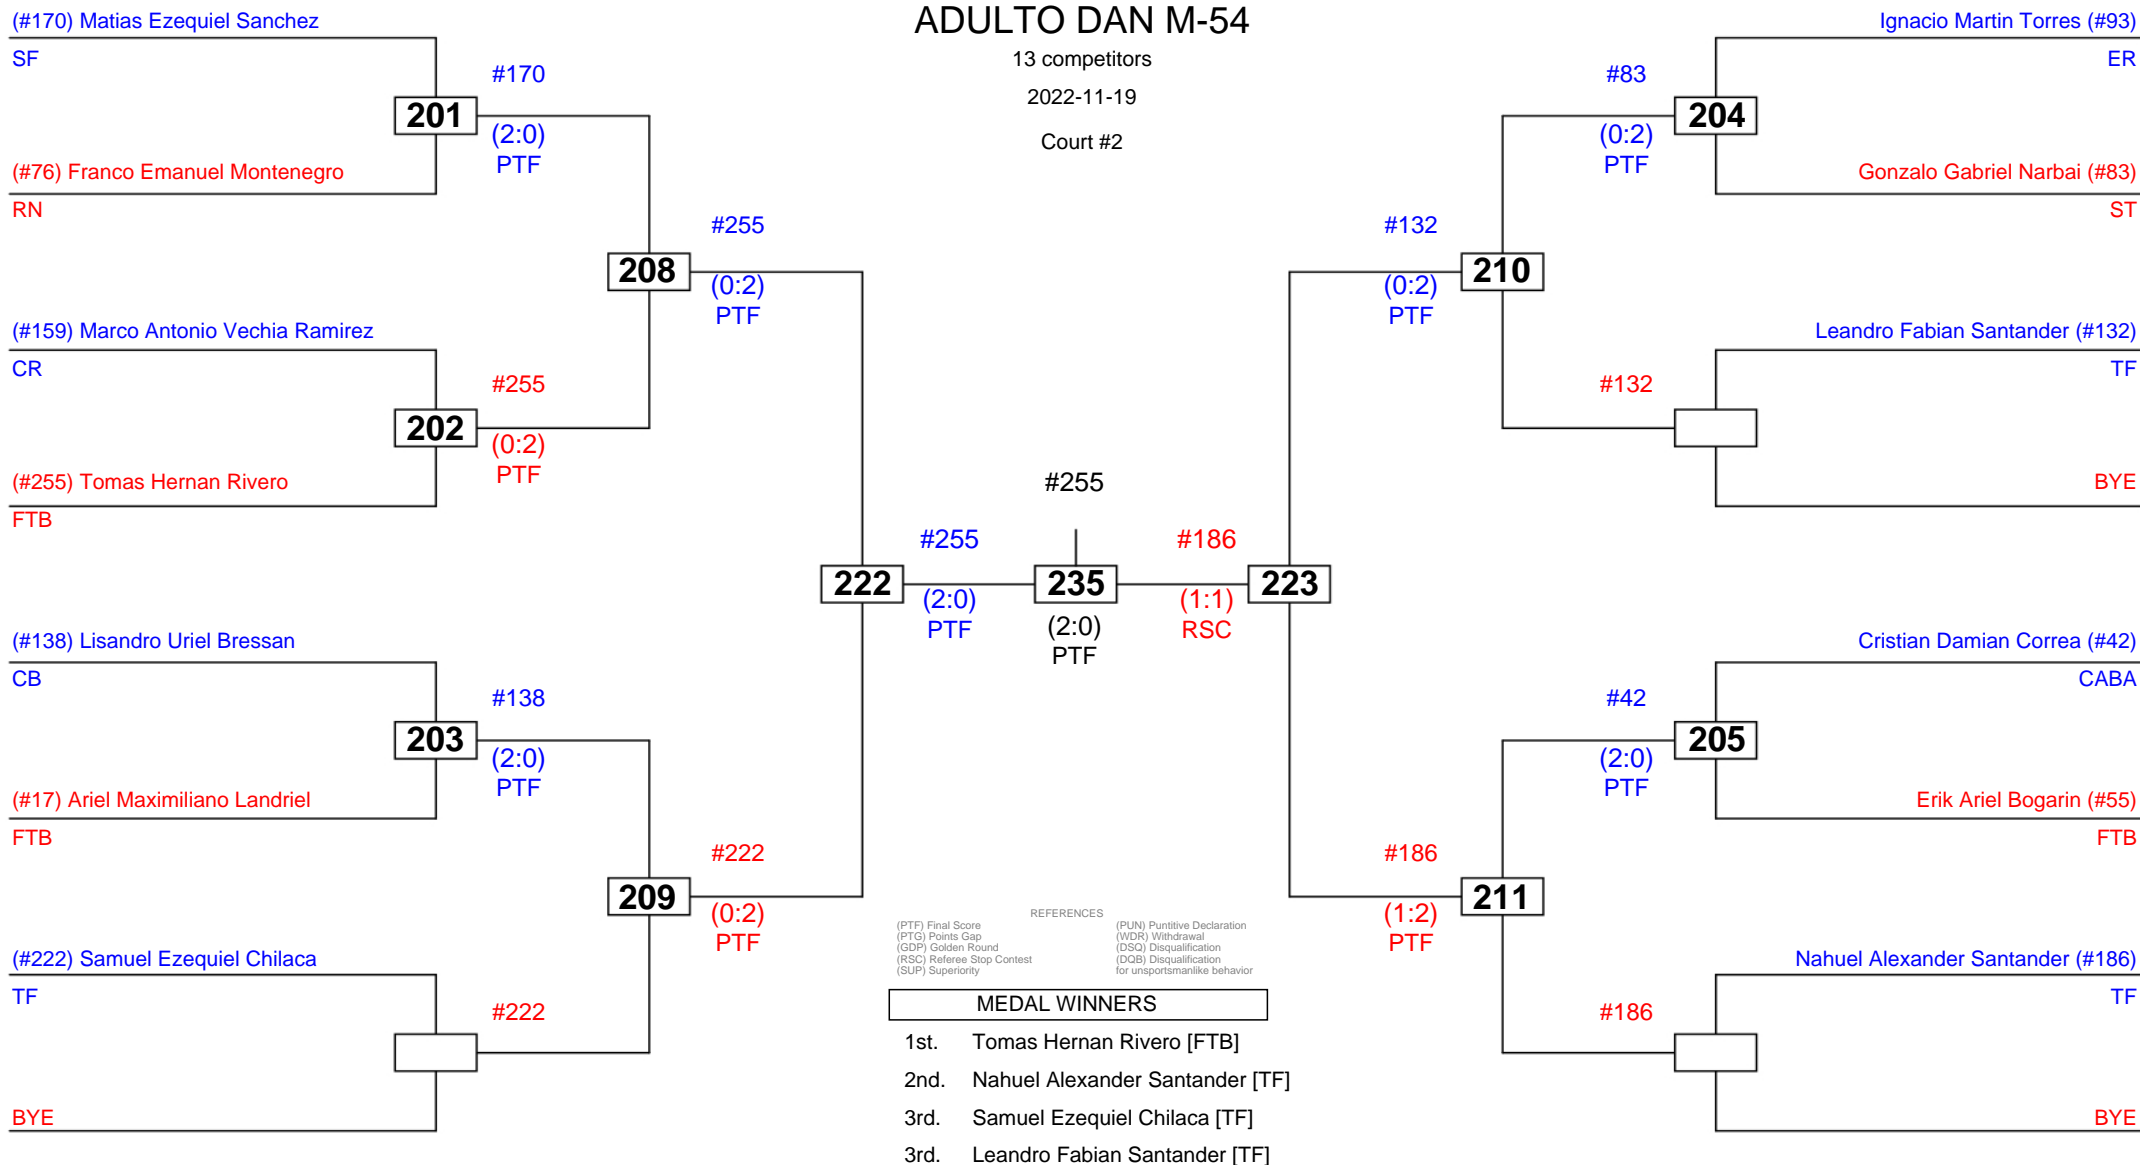 ADULTO DAN M-54
13 competitors
2022-11-19
Court #2
(#170) Matias Ezequiel Sanchez
SF
#170
201
(2:0)
PTF
(#76) Franco Emanuel Montenegro
RN
#255
208
(0:2)
PTF
(#159) Marco Antonio Vechia Ramirez
CR
#255
202
(0:2)
PTF
(#255) Tomas Hernan Rivero
FTB
#255
222
(2:0)
PTF
(#138) Lisandro Uriel Bressan
CB
#138
203
(2:0)
PTF
(#17) Ariel Maximiliano Landriel
FTB
#222
209
(0:2)
PTF
(#222) Samuel Ezequiel Chilaca
TF
#222
BYE
#255
235
(2:0)
PTF
Ignacio Martin Torres (#93)
ER
#83
204
(0:2)
PTF
Gonzalo Gabriel Narbai (#83)
ST
#132
210
(0:2)
PTF
Leandro Fabian Santander (#132)
TF
#132
BYE
#186
223
(1:1)
RSC
Cristian Damian Correa (#42)
CABA
#42
205
(2:0)
PTF
Erik Ariel Bogarin (#55)
FTB
#186
211
(1:2)
PTF
Nahuel Alexander Santander (#186)
TF
#186
BYE
REFERENCES
(PTF) Final Score
(PTG) Points Gap
(GDP) Golden Round
(RSC) Referee Stop Contest
(SUP) Superiority
(PUN) Puntitive Declaration
(WDR) Withdrawal
(DSQ) Disqualification
(DQB) Disqualification
for unsportsmanlike behavior
MEDAL WINNERS
1st. Tomas Hernan Rivero [FTB]
2nd. Nahuel Alexander Santander [TF]
3rd. Samuel Ezequiel Chilaca [TF]
3rd. Leandro Fabian Santander [TF]